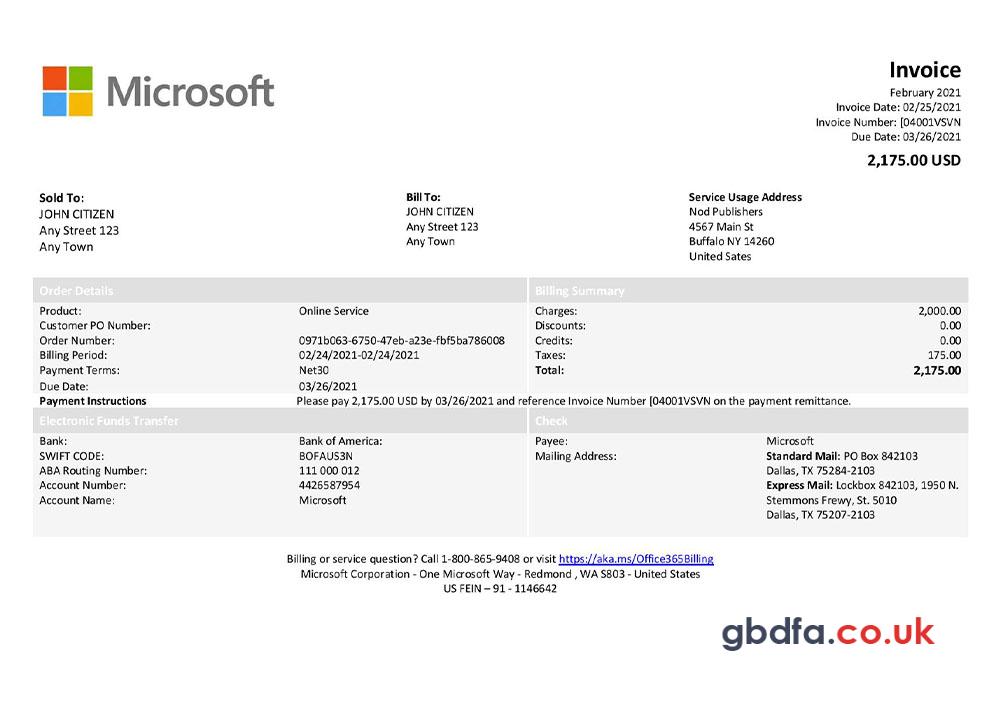 Microsoft
Invoice
February 2021
Invoice Date: 02/25/2021
Invoice Number: [04001VSVN
Due Date: 03/26/2021
2,175.00 USD
Sold To:
JOHN CITIZEN
Any Street 123
Any Town
Bill To:
JOHN CITIZEN
Any Street 123
Any Town
Service Usage Address
Nod Publishers
4567 Main St
Buffalo NY 14260
United Sates
Order Details
Product: Online Service
Customer PO Number:
Order Number: 0971b063-6750-47eb-a23e-fbf5ba786008
Billing Period: 02/24/2021-02/24/2021
Payment Terms: Net30
Due Date: 03/26/2021
Billing Summary
Charges: 2,000.00
Discounts: 0.00
Credits: 0.00
Taxes: 175.00
Total: 2,175.00
Payment Instructions Please pay 2,175.00 USD by 03/26/2021 and reference Invoice Number [04001VSVN on the payment remittance.
Electronic Funds Transfer
Bank: Bank of America:
SWIFT CODE: BOFAUS3N
ABA Routing Number: 111 000 012
Account Number: 4426587954
Account Name: Microsoft
Check
Payee: Microsoft
Mailing Address: Standard Mail: PO Box 842103
Dallas, TX 75284-2103
Express Mail: Lockbox 842103, 1950 N.
Stemmons Frewy, St. 5010
Dallas, TX 75207-2103
Billing or service question? Call 1-800-865-9408 or visit https://aka.ms/Office365Billing
Microsoft Corporation - One Microsoft Way - Redmond , WA S803 - United States
US FEIN – 91 - 1146642
gbdfa.co.uk